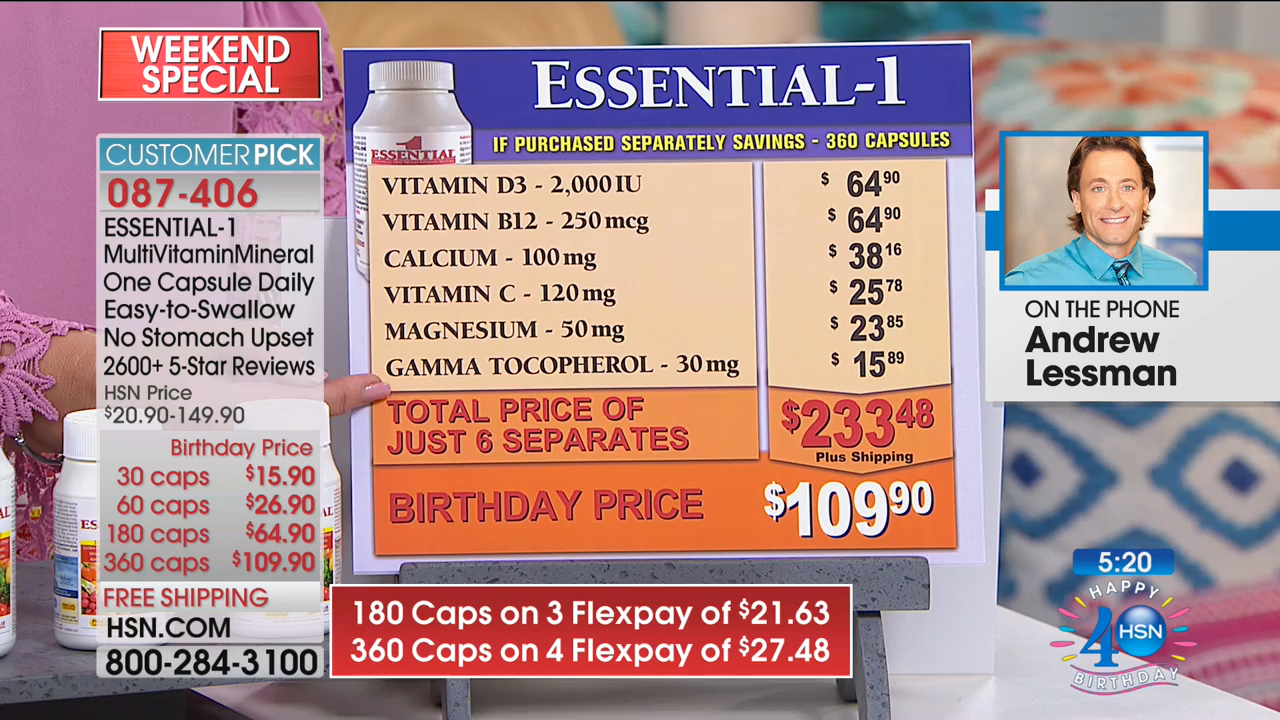 WEEKEND
SPECIAL
CUSTOMER PICK
087-406
ESSENTIAL-1
MultiVitaminMineral
One Capsule Daily
Easy-to-Swallow
No Stomach Upset
2600+ 5-Star Reviews
HSN Price
$20.90-149.90
Birthday Price
30 caps $15.90
60 caps $26.90
180 caps $64.90
360 caps $109.90
FREE SHIPPING
HSN.COM
800-284-3100
ESSENTIAL-1
IF PURCHASED SEPARATELY SAVINGS - 360 CAPSULES
1
ESSENTIAL
VITAMIN D3 - 2,000 IU $64.90
VITAMIN B12 - 250 mcg $64.90
CALCIUM - 100 mg $38.16
VITAMIN C - 120 mg $25.78
MAGNESIUM - 50 mg $23.85
GAMMA TOCOPHEROL - 30 mg $15.89
TOTAL PRICE OF
JUST 6 SEPARATES
$233.48
Plus Shipping
BIRTHDAY PRICE $109.90
180 Caps on 3 Flexpay of $21.63
360 Caps on 4 Flexpay of $27.48
ON THE PHONE
Andrew
Lessman
5:20
HAPPY
40
HSN
BIRTHDAY